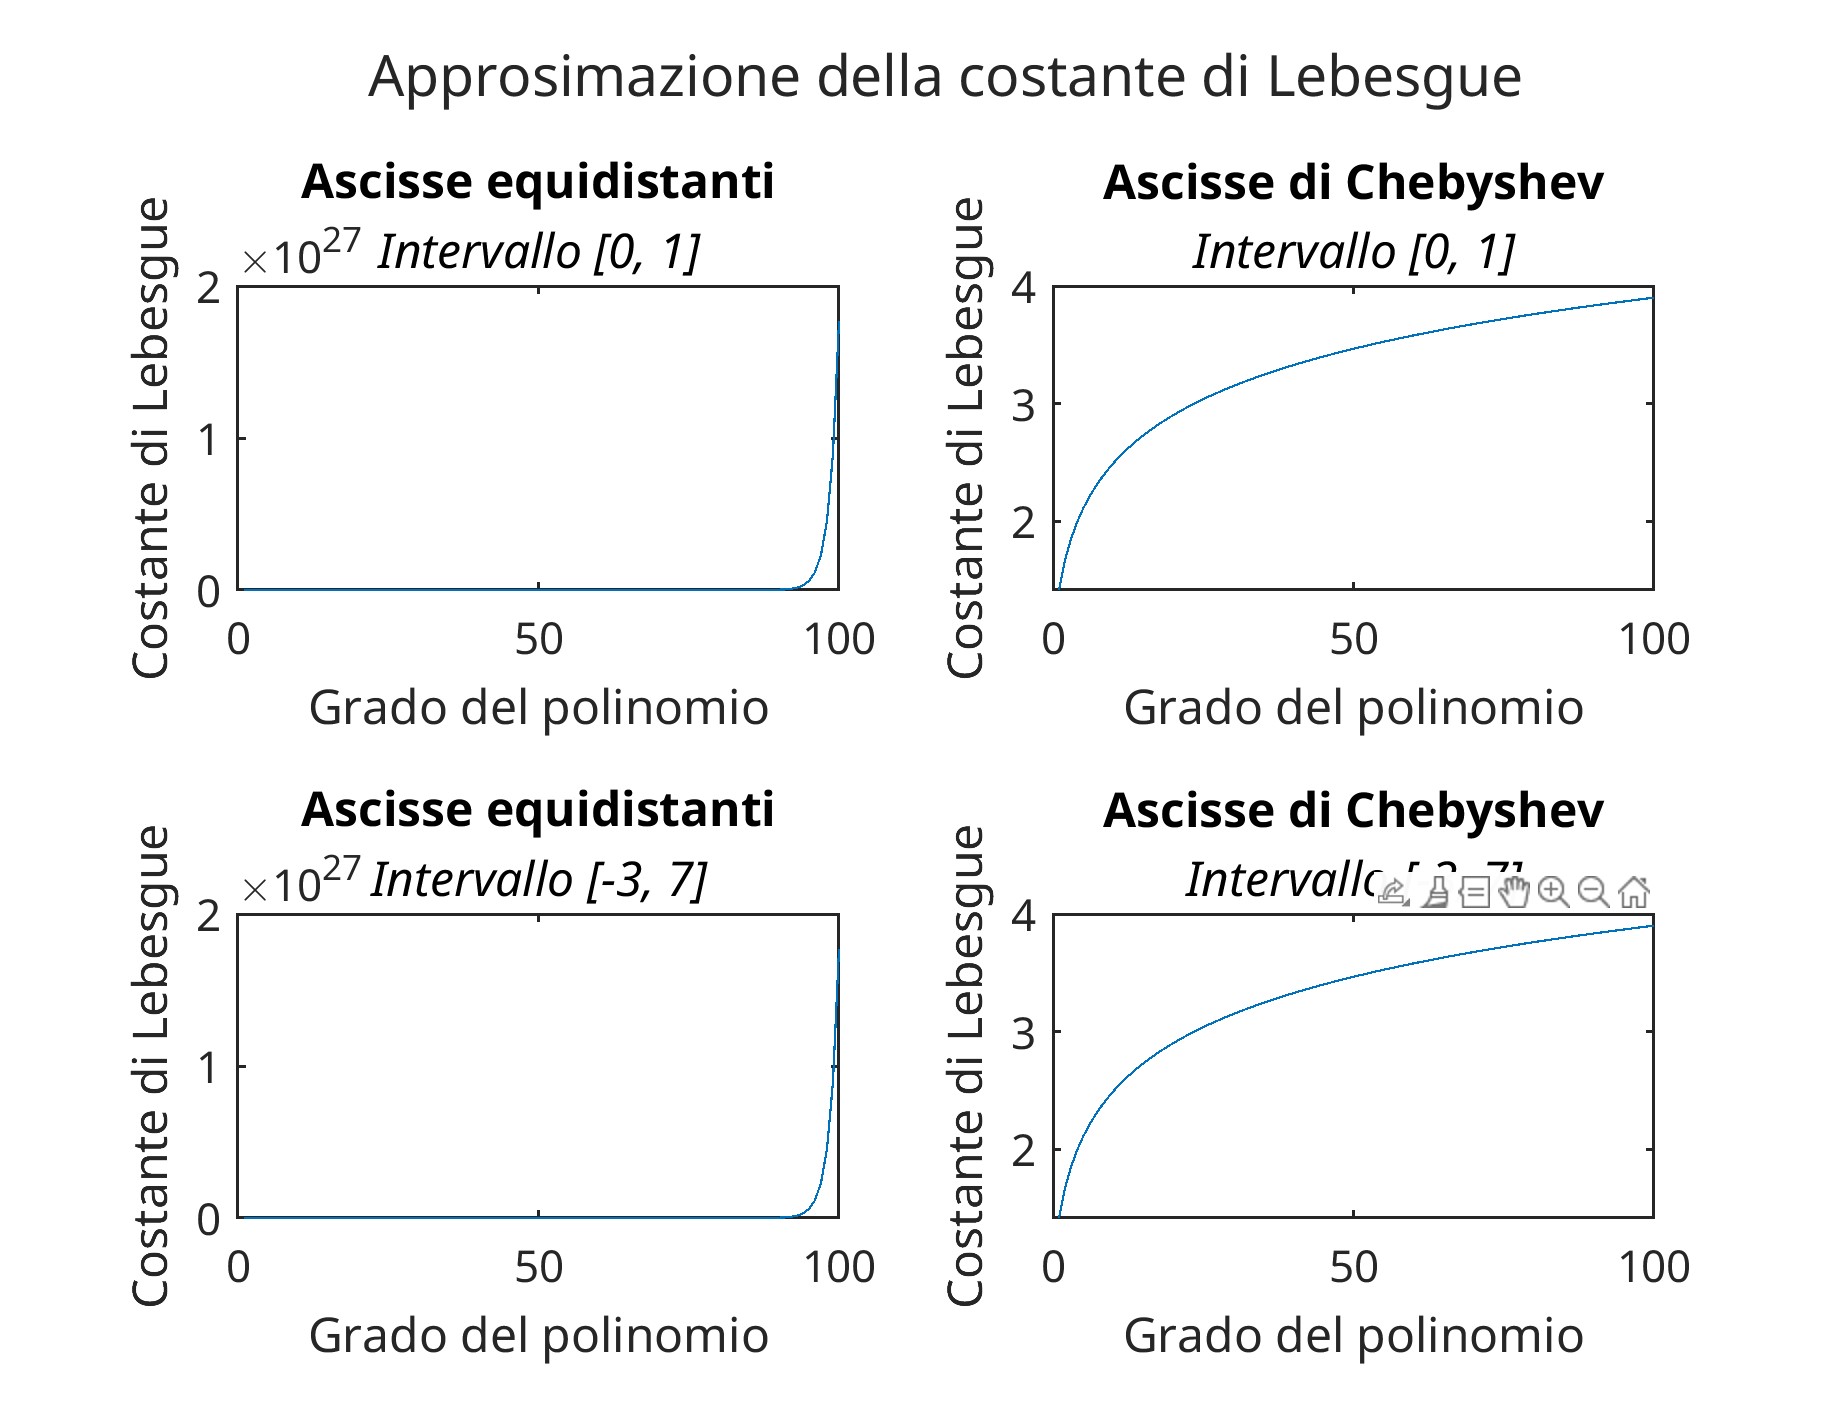 Approsimazione della costante di Lebesgue
Ascisse equidistanti
Intervallo [0, 1]
×10^27
2
1
0
0 50 100
Costante di Lebesgue
Grado del polinomio
Ascisse di Chebyshev
Intervallo [0, 1]
4
3
2
0 50 100
Costante di Lebesgue
Grado del polinomio
Ascisse equidistanti
Intervallo [-3, 7]
×10^27
2
1
0
0 50 100
Costante di Lebesgue
Grado del polinomio
Ascisse di Chebyshev
Intervallo
4
3
2
0 50 100
Costante di Lebesgue
Grado del polinomio